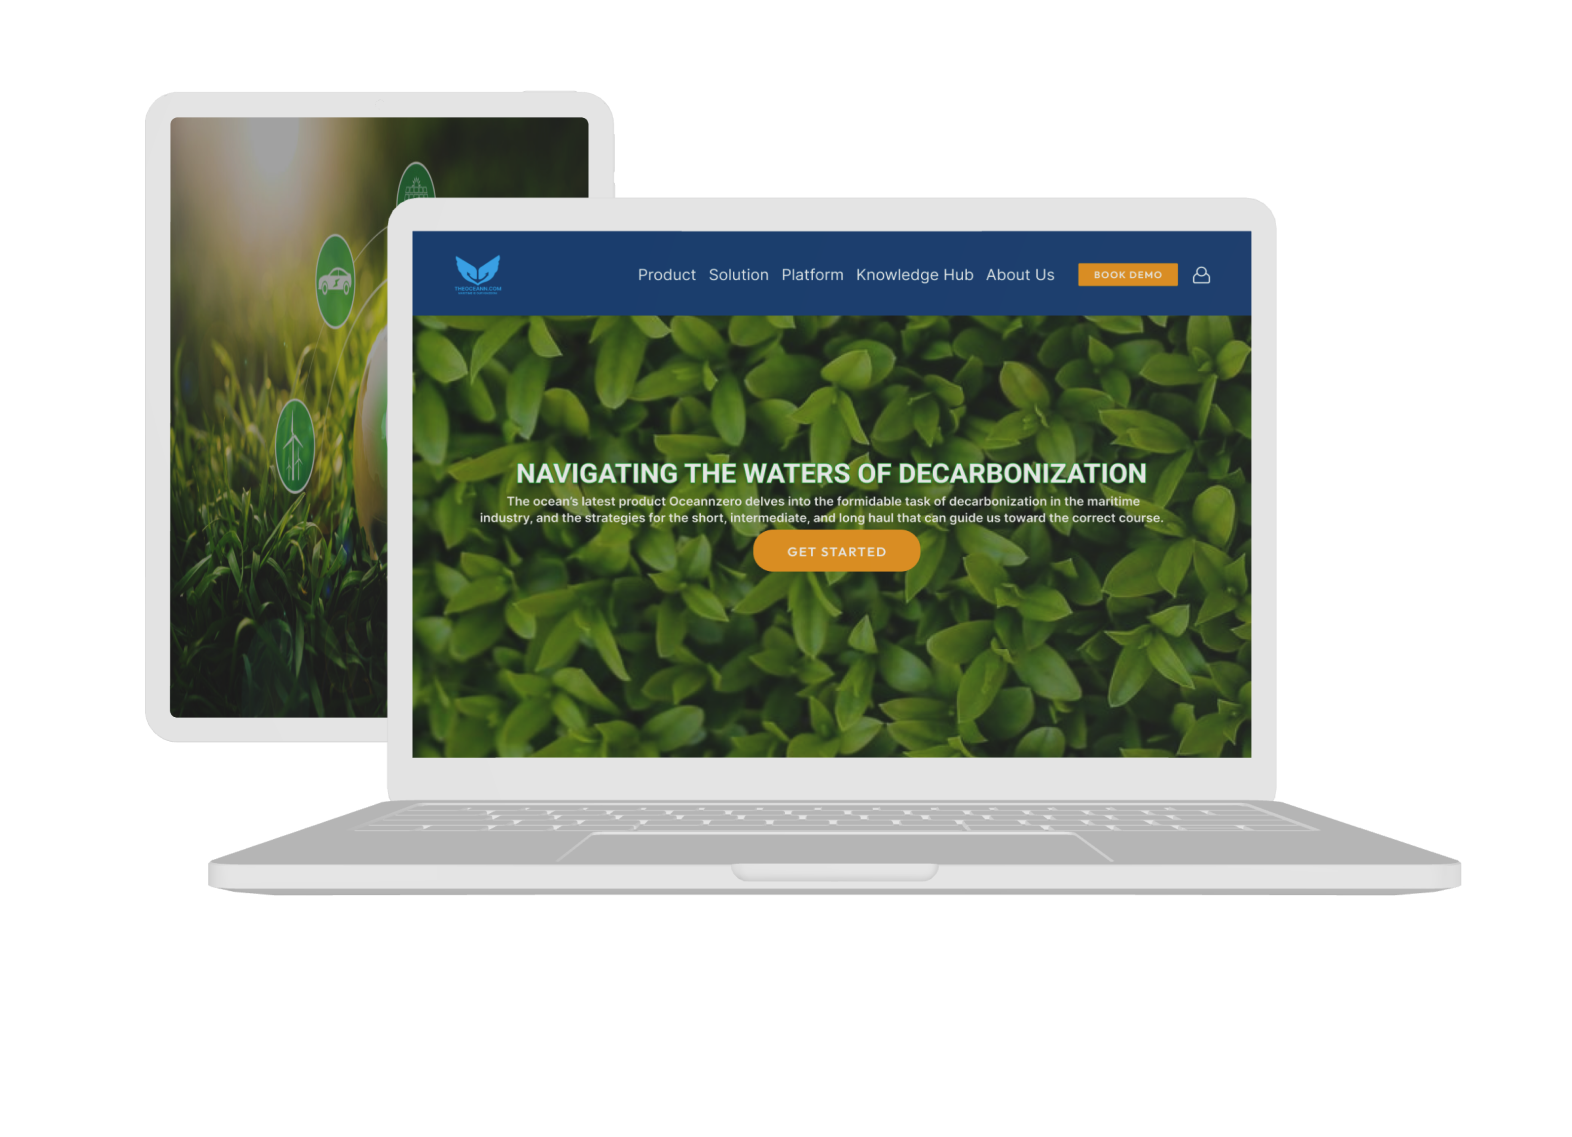 THEOCEANN.COM
Product Solution Platform Knowledge Hub About Us BOOK DEMO
NAVIGATING THE WATERS OF DECARBONIZATION
The ocean's latest product Oceannzero delves into the formidable task of decarbonization in the maritime
industry, and the strategies for the short, intermediate, and long haul that can guide us toward the correct course.
GET STARTED